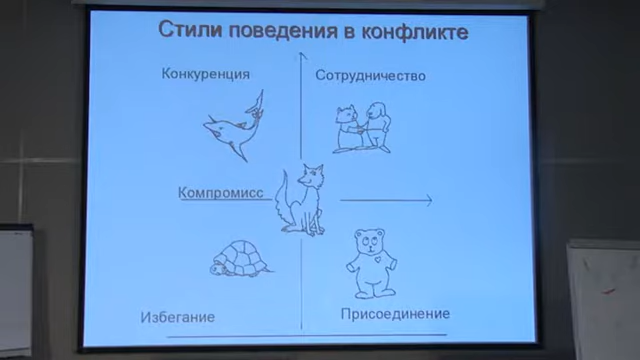 Стили поведения в конфликте
Конкуренция
Сотрудничество
Компромисс
Избегание
Присоединение